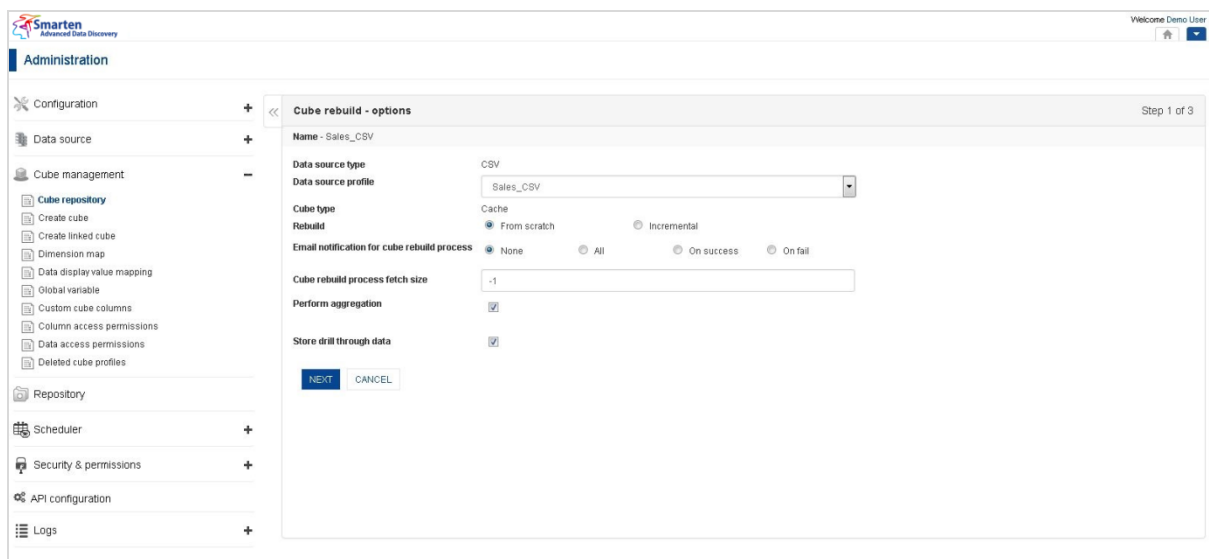 Smarten
Advanced Data Discovery
Welcome Demo User
Administration
Configuration
Data source
Cube management
Cube repository
Create cube
Create linked cube
Dimension map
Data display value mapping
Global variable
Custom cube columns
Column access permissions
Data access permissions
Deleted cube profiles
Repository
Scheduler
Security & permissions
API configuration
Logs
Cube rebuild - options Step 1 of 3
Name - Sales_CSV
Data source type CSV
Data source profile Sales_CSV
Cube type Cache
Rebuild From scratch Incremental
Email notification for cube rebuild process None All On success On fail
Cube rebuild process fetch size -1
Perform aggregation
Store drill through data
NEXT CANCEL